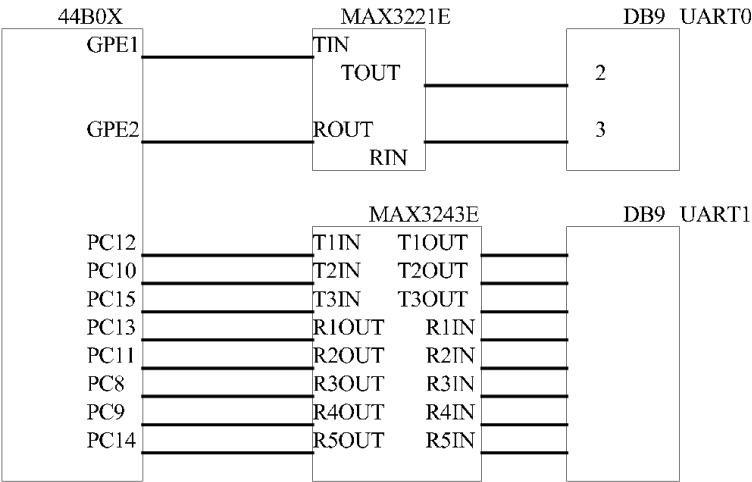 44B0X MAX3221E DB9 UART0
GPE1 TIN
TOUT 2
GPE2 ROUT 3
RIN
MAX3243E DB9 UART1
PC12 T1IN T1OUT
PC10 T2IN T2OUT
PC15 T3IN T3OUT
PC13 R1OUT R1IN
PC11 R2OUT R2IN
PC8 R3OUT R3IN
PC9 R4OUT R4IN
PC14 R5OUT R5IN